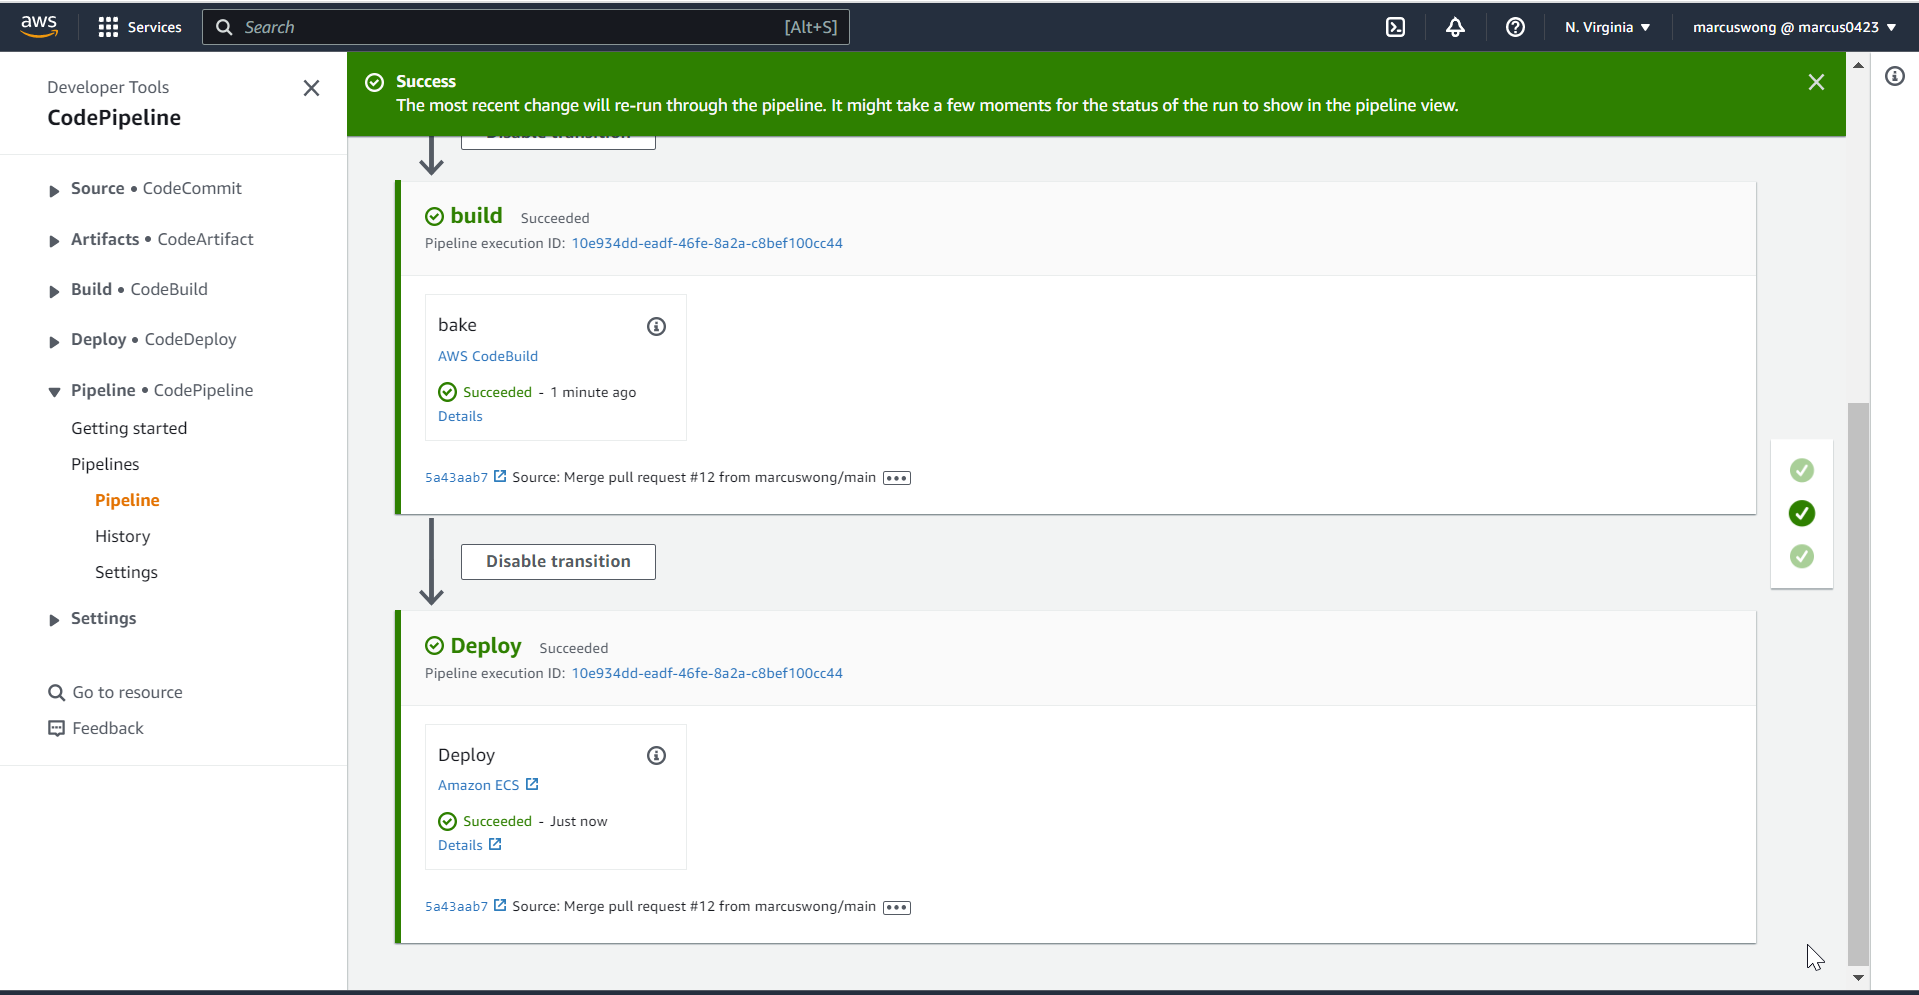 aws
Services
Search
[Alt+S]
N. Virginia
marcuswong @ marcus0423
Developer Tools
CodePipeline
Source • CodeCommit
Artifacts • CodeArtifact
Build • CodeBuild
Deploy • CodeDeploy
Pipeline • CodePipeline
Getting started
Pipelines
Pipeline
History
Settings
Settings
Go to resource
Feedback
Success
The most recent change will re-run through the pipeline. It might take a few moments for the status of the run to show in the pipeline view.
Disable transition
build Succeeded
Pipeline execution ID: 10e934dd-eadf-46fe-8a2a-c8bef100cc44
bake
AWS CodeBuild
Succeeded - 1 minute ago
Details
5a43aab7 Source: Merge pull request #12 from marcuswong/main
Disable transition
Deploy Succeeded
Pipeline execution ID: 10e934dd-eadf-46fe-8a2a-c8bef100cc44
Deploy
Amazon ECS
Succeeded - Just now
Details
5a43aab7 Source: Merge pull request #12 from marcuswong/main